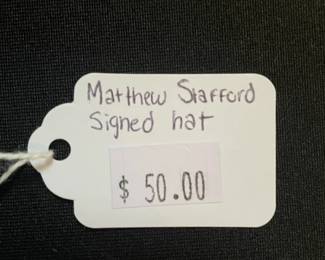 Matthew Stafford
Signed hat
$ 50.00